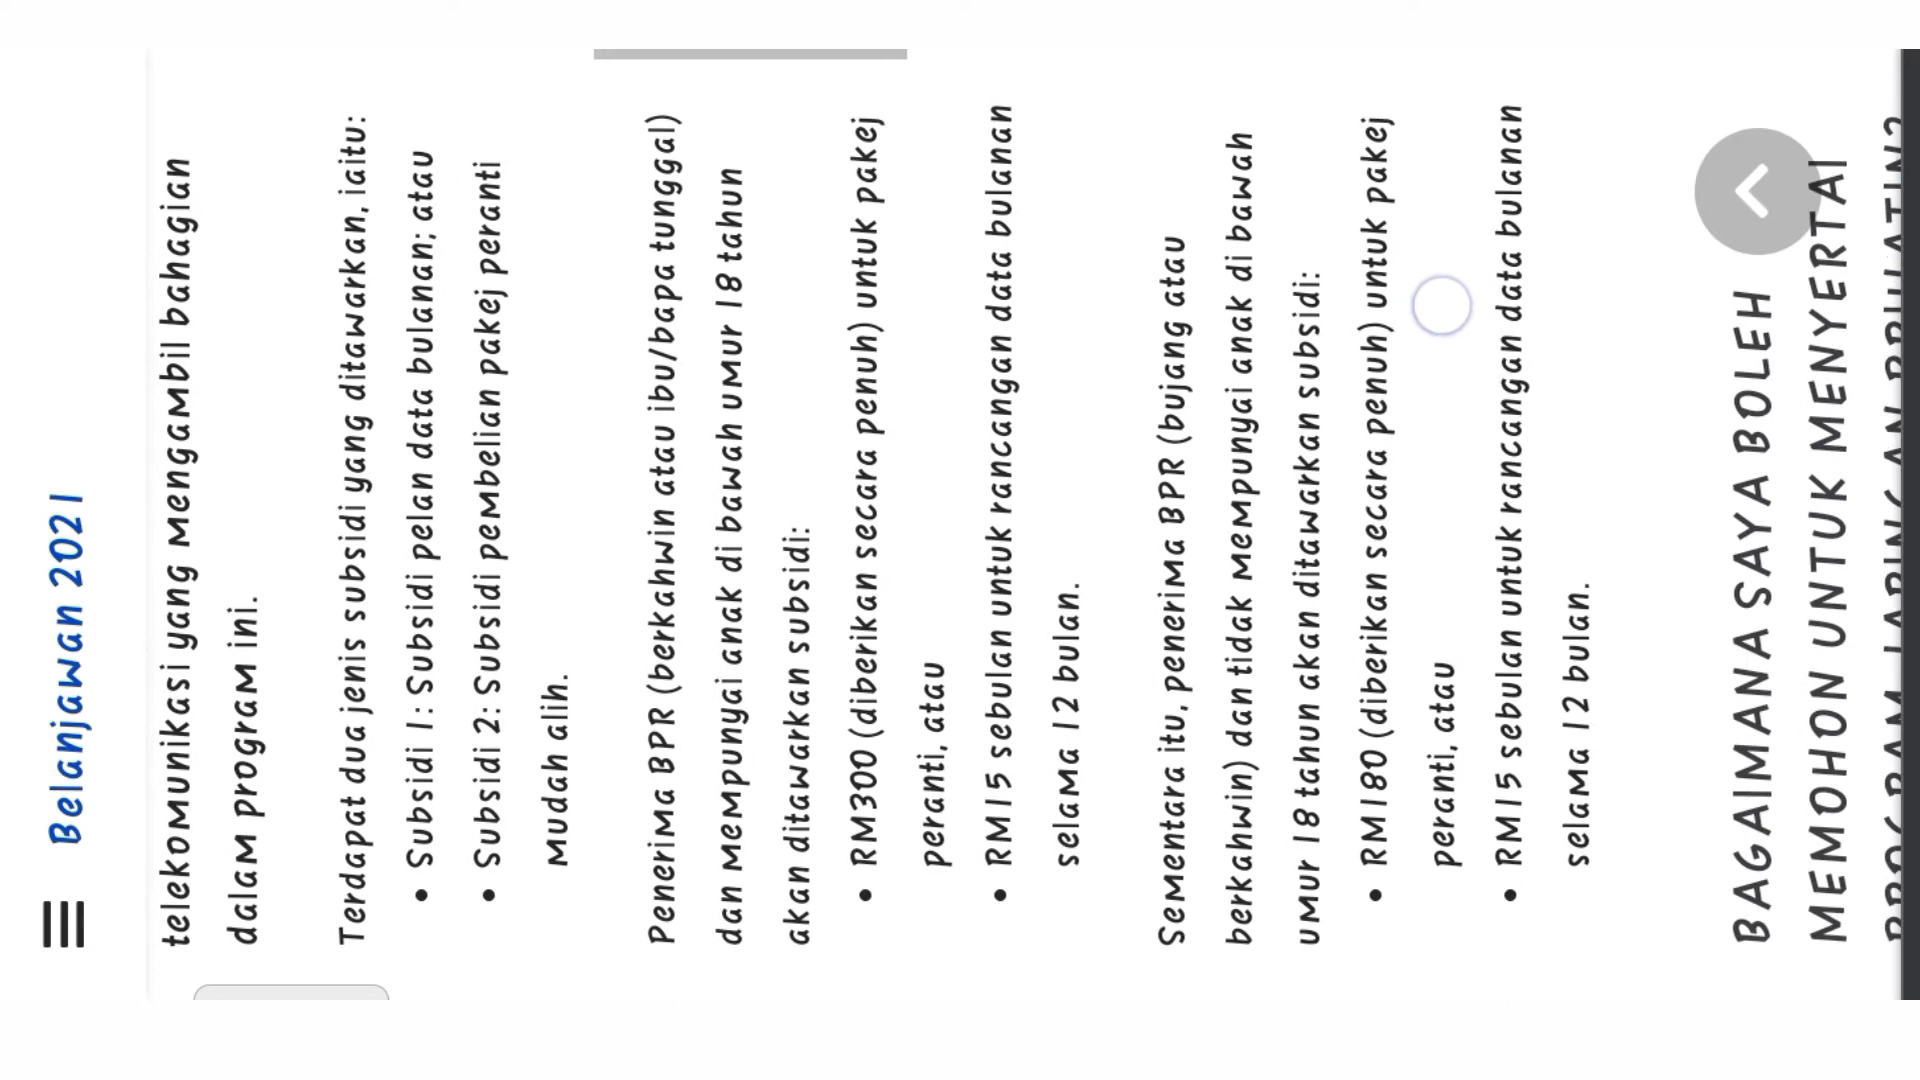 Belanjawan 2021
telekomunikasi yang mengambil bahagian
dalam program ini.
Terdapat dua jenis subsidi yang ditawarkan, iaitu:
• Subsidi 1: Subsidi pelan data bulanan; atau
• Subsidi 2: Subsidi pembelian pakej peranti
mudah alih.
Penerima BPR (berkahwin atau ibu/bapa tunggal)
dan mempunyai anak di bawah umur 18 tahun
akan ditawarkan subsidi:
• RM300 (diberikan secara penuh) untuk pakej
peranti, atau
• RM15 sebulan untuk rancangan data bulanan
selama 12 bulan.
Sementara itu, penerima BPR (bujang atau
berkahwin) dan tidak mempunyai anak di bawah
umur 18 tahun akan ditawarkan subsidi:
• RM180 (diberikan secara penuh) untuk pakej
peranti, atau
• RM15 sebulan untuk rancangan data bulanan
selama 12 bulan.
BAGAIMANA SAYA BOLEH
MEMOHON UNTUK MENYERTAI
PROGRAM JARINGAN PRIHATIN?